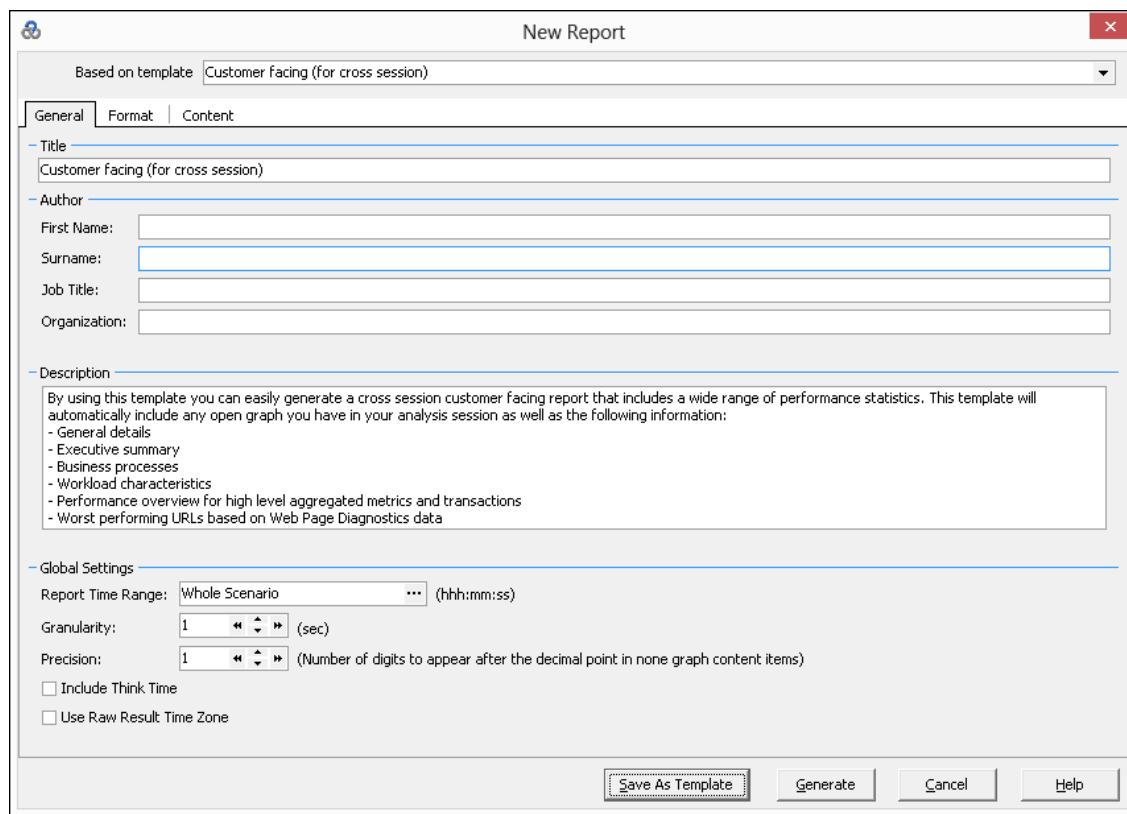 New Report
Based on template Customer facing (for cross session)
General Format Content
Title
Customer facing (for cross session)
Author
First Name:
Surname:
Job Title:
Organization:
Description
By using this template you can easily generate a cross session customer facing report that includes a wide range of performance statistics. This template will
automatically include any open graph you have in your analysis session as well as the following information:
- General details
- Executive summary
- Business processes
- Workload characteristics
- Performance overview for high level aggregated metrics and transactions
- Worst performing URLs based on Web Page Diagnostics data
Global Settings
Report Time Range: Whole Scenario ... (hhh:mm:ss)
Granularity: 1 (sec)
Precision: 1 (Number of digits to appear after the decimal point in none graph content items)
Include Think Time
Use Raw Result Time Zone
Save As Template Generate Cancel Help